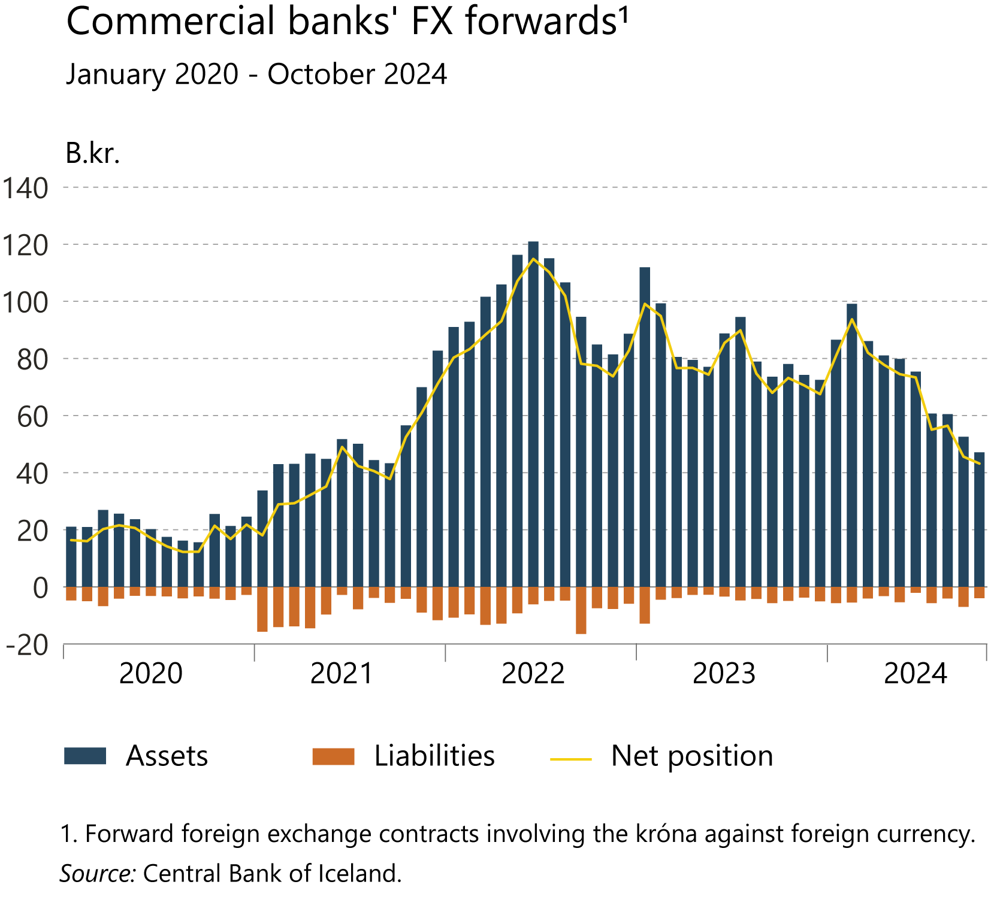 Commercial banks' FX forwards¹
January 2020 - October 2024
B.kr.
140
120
100
80
60
40
20
0
-20
2020 2021 2022 2023 2024
Assets Liabilities Net position
1. Forward foreign exchange contracts involving the króna against foreign currency.
Source: Central Bank of Iceland.